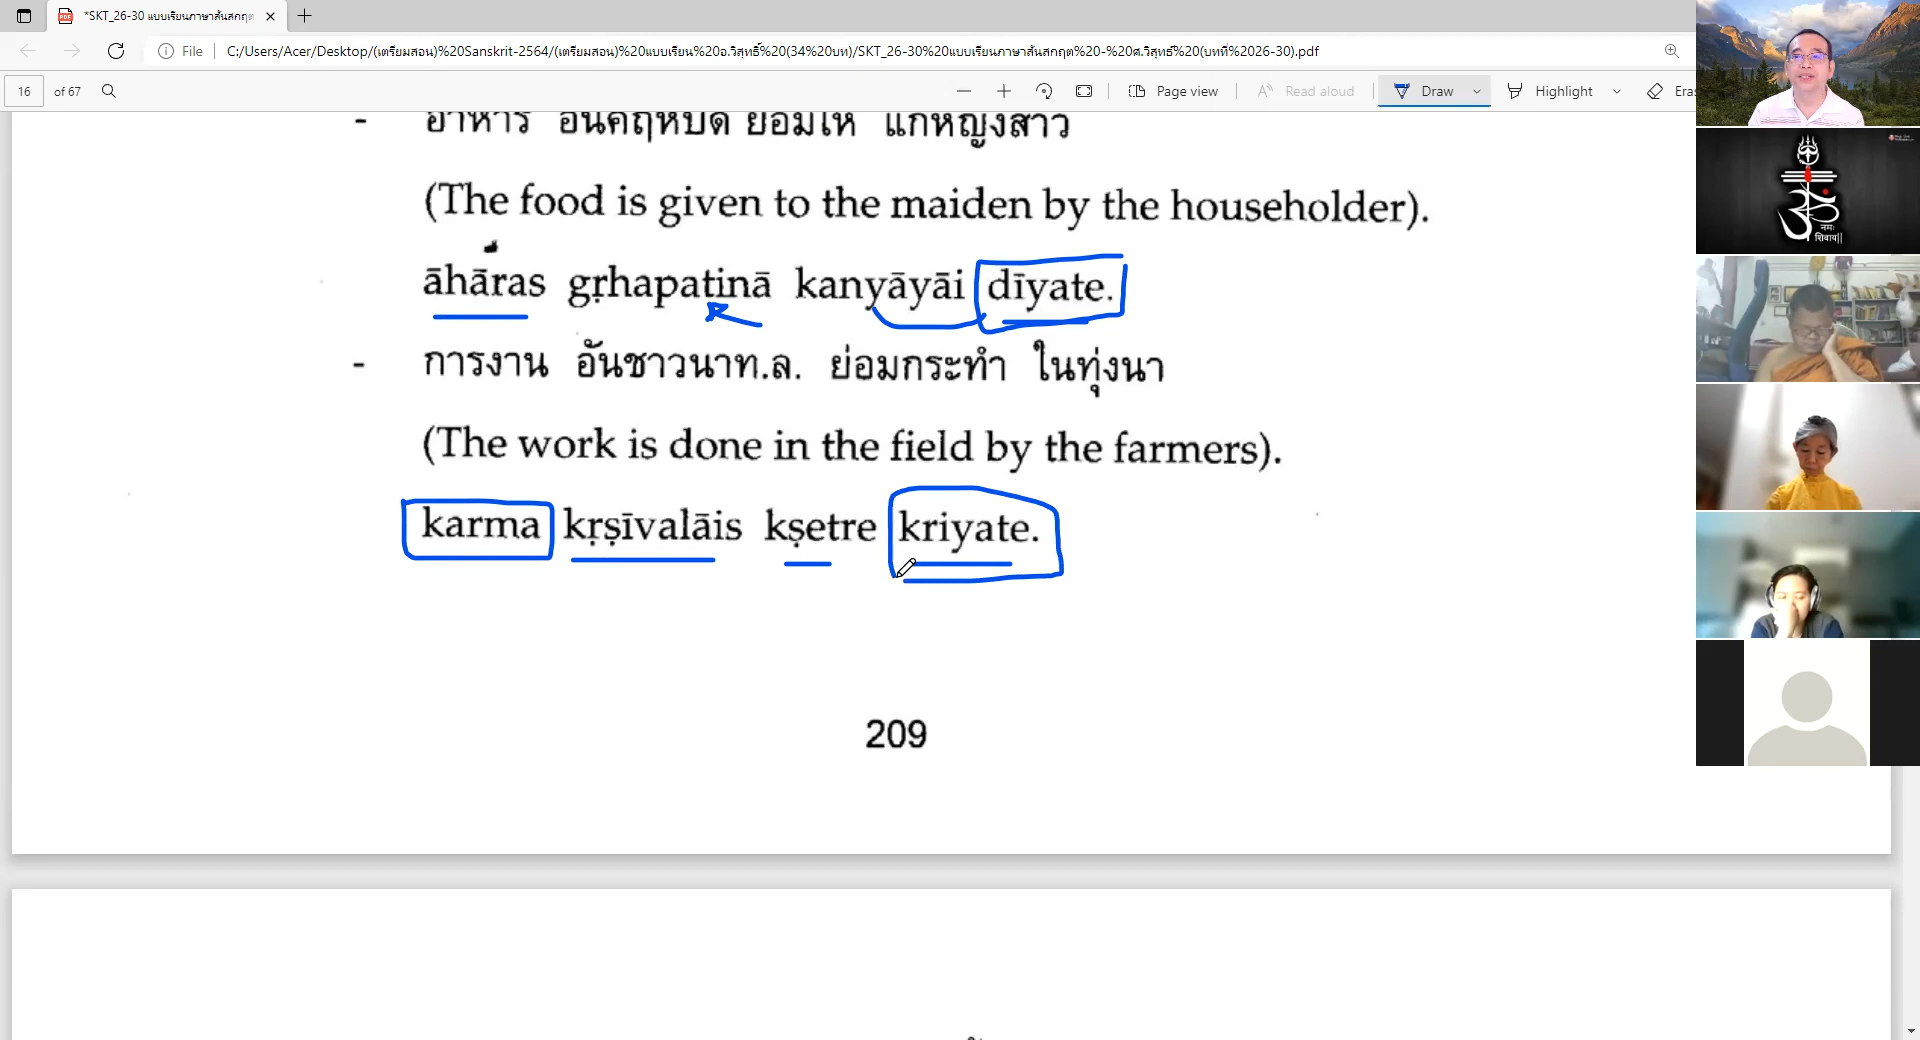 *SKT_26-30 แบบเรียนภาษาสันสกฤต
File
C:/Users/Acer/Desktop/(เตรียมสอน)%20Sanskrit-2564/(เตรียมสอน)%20แบบเรียน%20อ.วิสุทธิ์%20(34%20บท)/SKT_26-30%20แบบเรียนภาษาสันสกฤต%20-%20ศ.วิสุทธ์%20(บทที่%2026-30).pdf
16 of 67
Page view
Read aloud
Draw
Highlight
Eras
- อาหาร อันคฤหบดี ย่อมให้ แก่หญิงสาว
(The food is given to the maiden by the householder).
āhāras gṛhapatinā kanyāyāi dīyate.
- การงาน อันชาวนาท.ล. ย่อมกระทำ ในทุ่งนา
(The work is done in the field by the farmers).
karma kṛṣīvalāis kṣetre kriyate.
209
नमः
शिवाय||